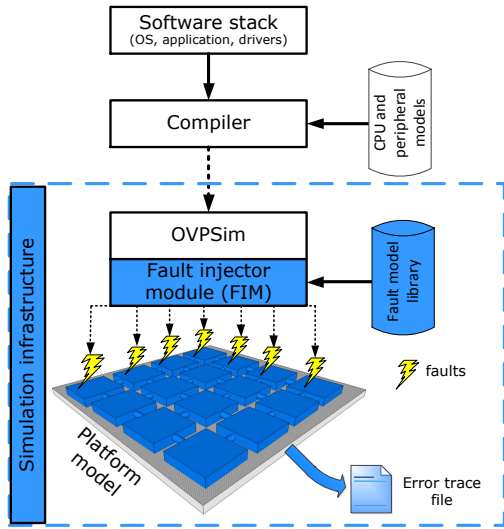 Software stack
(OS, application, drivers)
Compiler
CPU and
peripheral
models
Simulation infrastructure
OVPSim
Fault injector
module (FIM)
Fault model
library
faults
Platform
model
Error trace
file